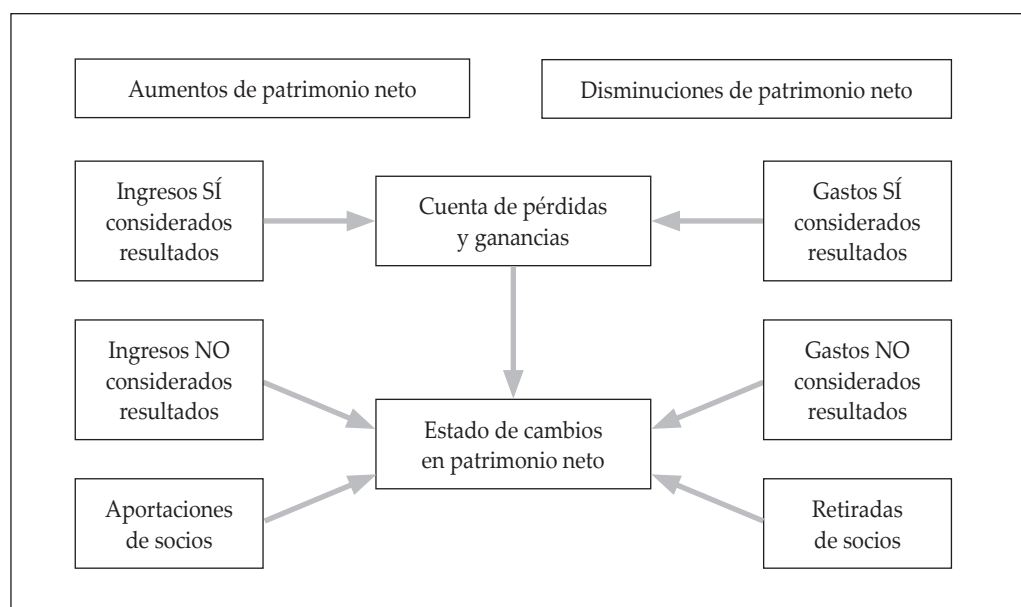 Aumentos de patrimonio neto
Disminuciones de patrimonio neto
Ingresos SÍ
considerados
resultados
Cuenta de pérdidas
y ganancias
Gastos SÍ
considerados
resultados
Ingresos NO
considerados
resultados
Gastos NO
considerados
resultados
Estado de cambios
en patrimonio neto
Aportaciones
de socios
Retiradas
de socios